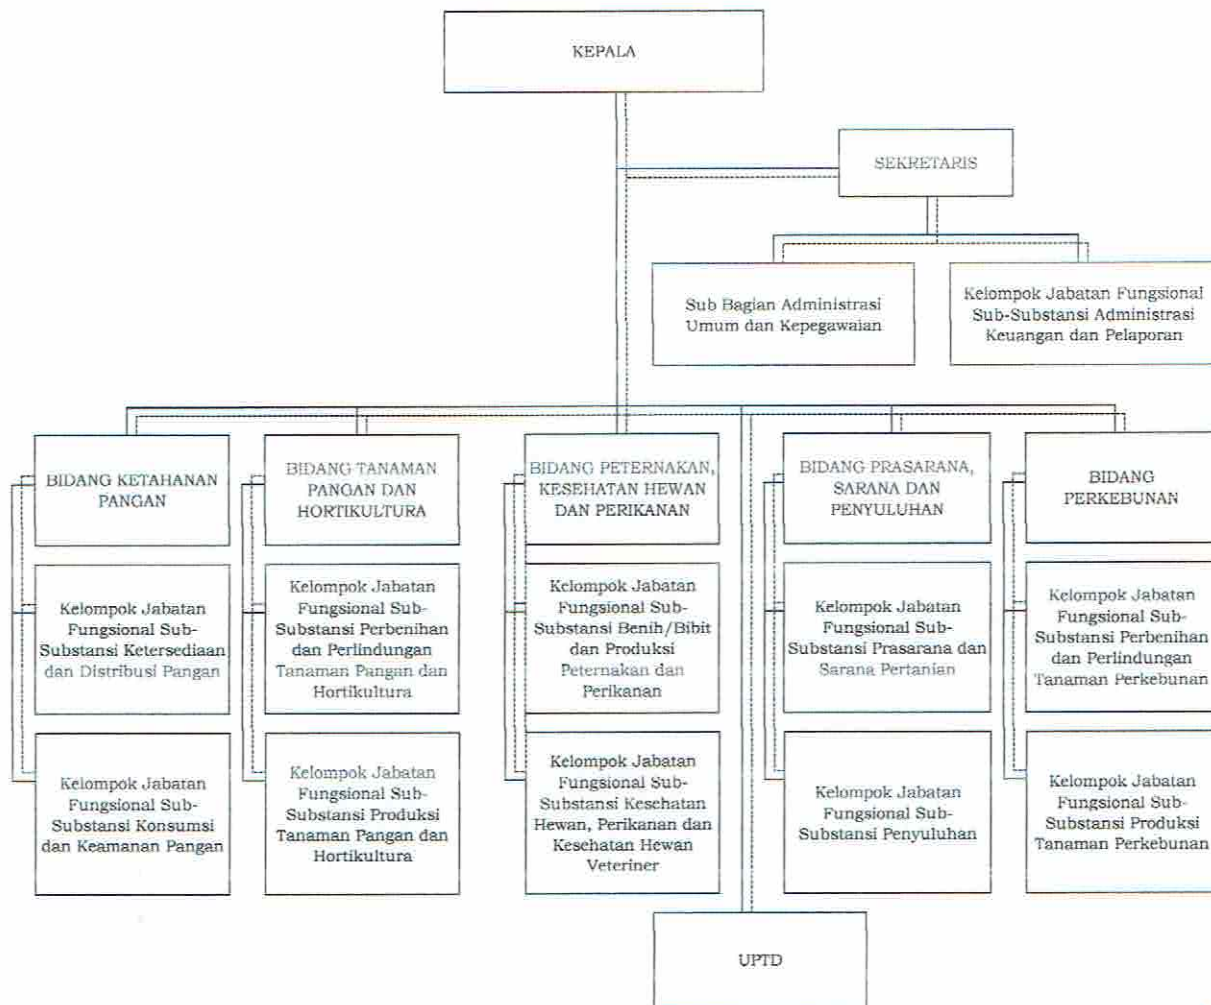 KEPALA
SEKRETARIS
Sub Bagian Administrasi
Umum dan Kepegawaian
Kelompok Jabatan Fungsional
Sub-Substansi Administrasi
Keuangan dan Pelaporan
BIDANG KETAHANAN
PANGAN
BIDANG TANAMAN
PANGAN DAN
HORTIKULTURA
BIDANG PETERNAKAN,
KESEHATAN HEWAN
DAN PERIKANAN
BIDANG PRASARANA,
SARANA DAN
PENYULUHAN
BIDANG
PERKEBUNAN
Kelompok Jabatan
Fungsional Sub-
Substansi Ketersediaan
dan Distribusi Pangan
Kelompok Jabatan
Fungsional Sub-
Substansi Perbenihan
dan Perlindungan
Tanaman Pangan dan
Hortikultura
Kelompok Jabatan
Fungsional Sub-
Substansi Benih/Bibit
dan Produksi
Peternakan dan
Perikanan
Kelompok Jabatan
Fungsional Sub-
Substansi Prasarana dan
Sarana Pertanian
Kelompok Jabatan
Fungsional Sub-
Substansi Perbenihan
dan Perlindungan
Tanaman Perkebunan
Kelompok Jabatan
Fungsional Sub-
Substansi Konsumsi
dan Keamanan Pangan
Kelompok Jabatan
Fungsional Sub-
Substansi Produksi
Tanaman Pangan dan
Hortikultura
Kelompok Jabatan
Fungsional Sub-
Substansi Kesehatan
Hewan, Perikanan dan
Kesehatan Hewan
Veteriner
Kelompok Jabatan
Fungsional Sub-
Substansi Penyuluhan
Kelompok Jabatan
Fungsional Sub-
Substansi Produksi
Tanaman Perkebunan
UPTD